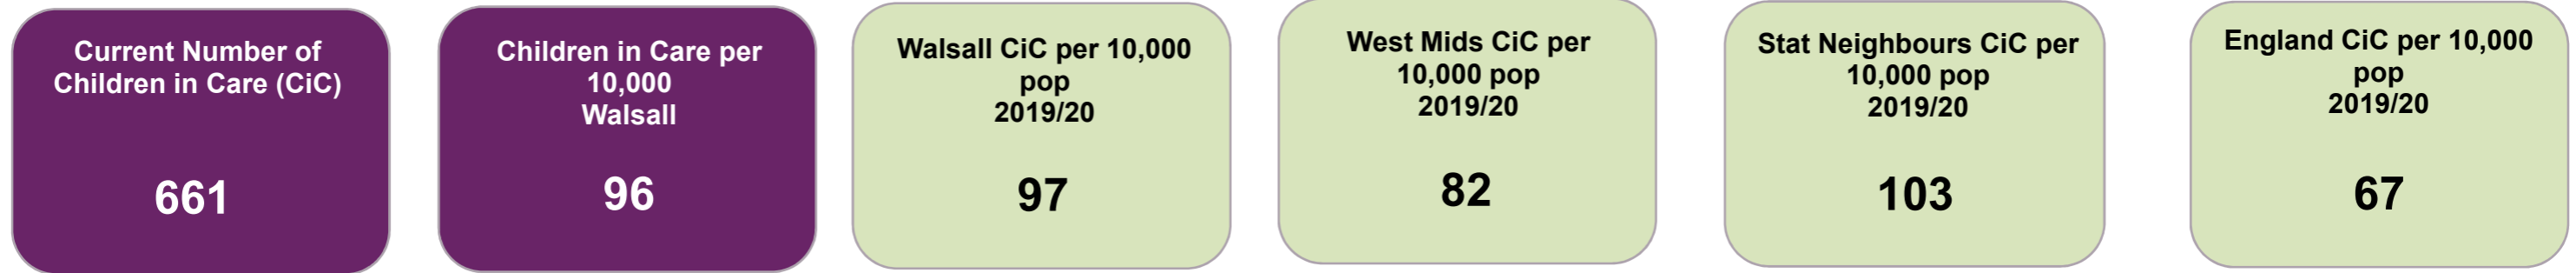 Current Number of
Children in Care (CiC)
661
Children in Care per
10,000
Walsall
96
Walsall CiC per 10,000
pop
2019/20
97
West Mids CiC per
10,000 pop
2019/20
82
Stat Neighbours CiC per
10,000 pop
2019/20
103
England CiC per 10,000
pop
2019/20
67